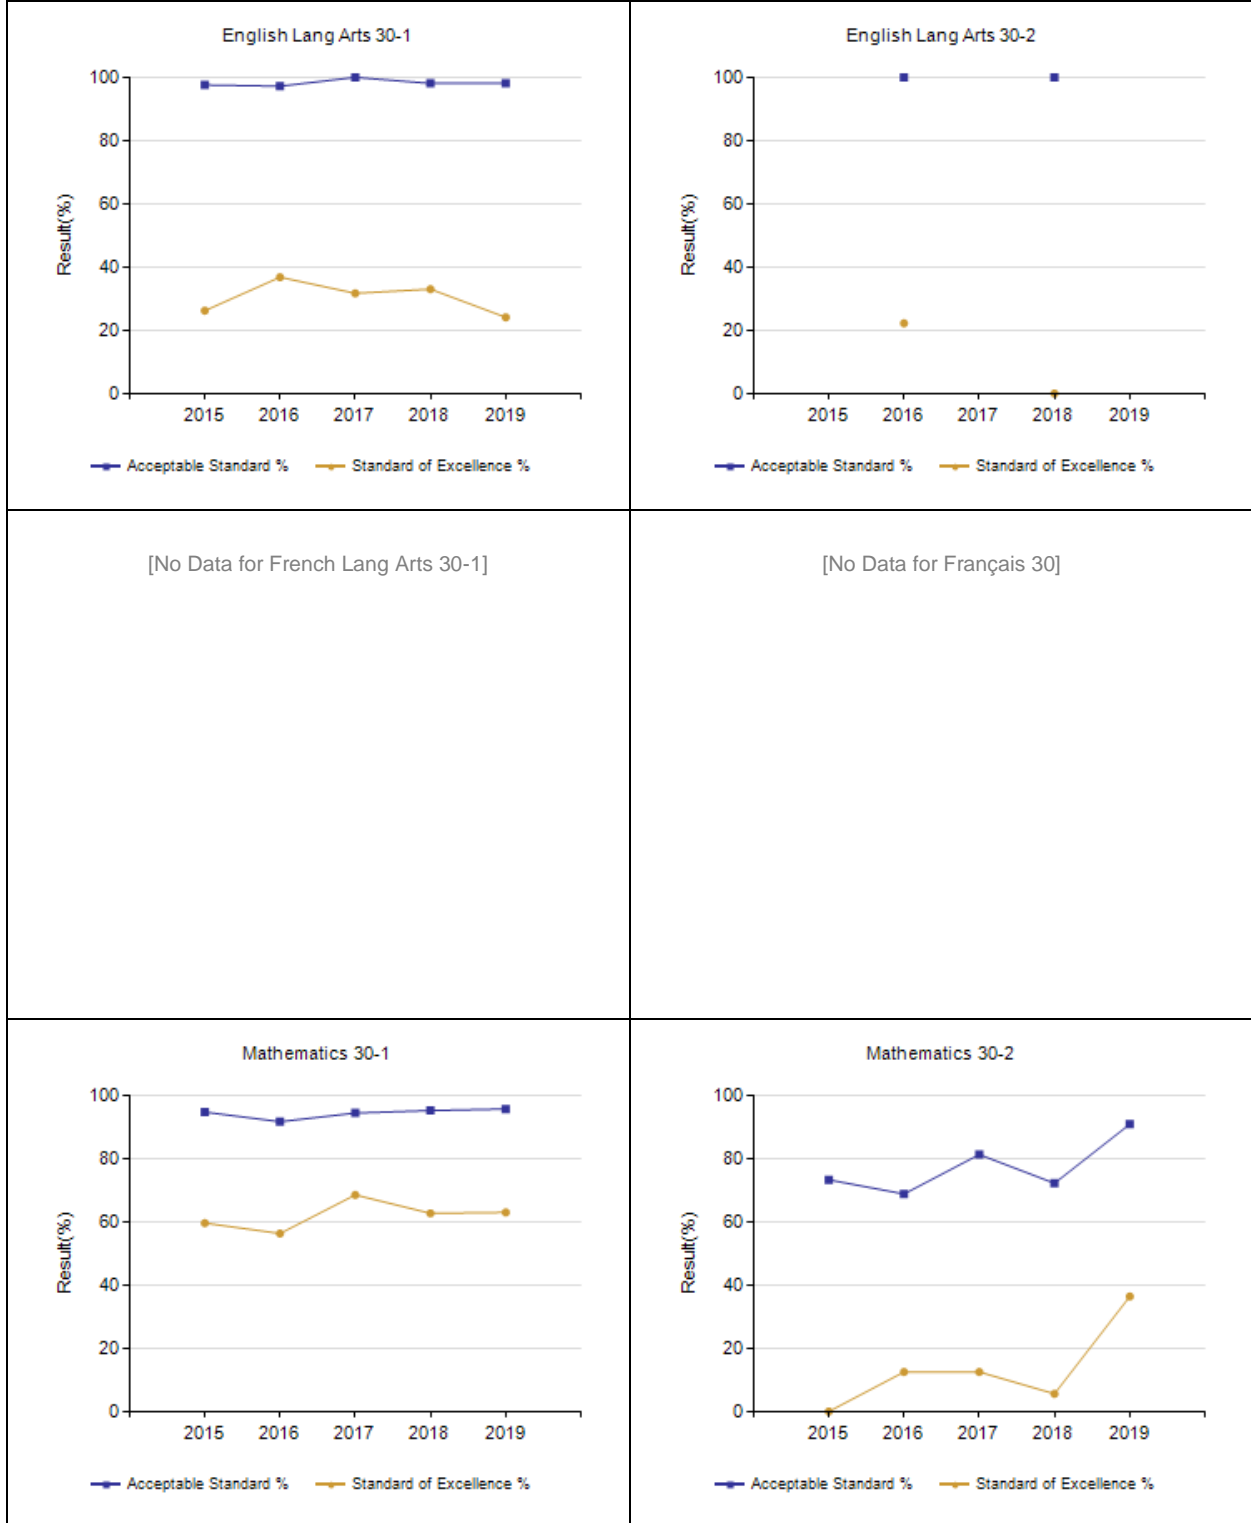 English Lang Arts 30-1
100
80
60
40
20
0
Result(%)
2015 2016 2017 2018 2019
Acceptable Standard % Standard of Excellence %
English Lang Arts 30-2
100
80
60
40
20
0
Result(%)
2015 2016 2017 2018 2019
Acceptable Standard % Standard of Excellence %
[No Data for French Lang Arts 30-1]
[No Data for Français 30]
Mathematics 30-1
100
80
60
40
20
0
Result(%)
2015 2016 2017 2018 2019
Acceptable Standard % Standard of Excellence %
Mathematics 30-2
100
80
60
40
20
0
Result(%)
2015 2016 2017 2018 2019
Acceptable Standard % Standard of Excellence %